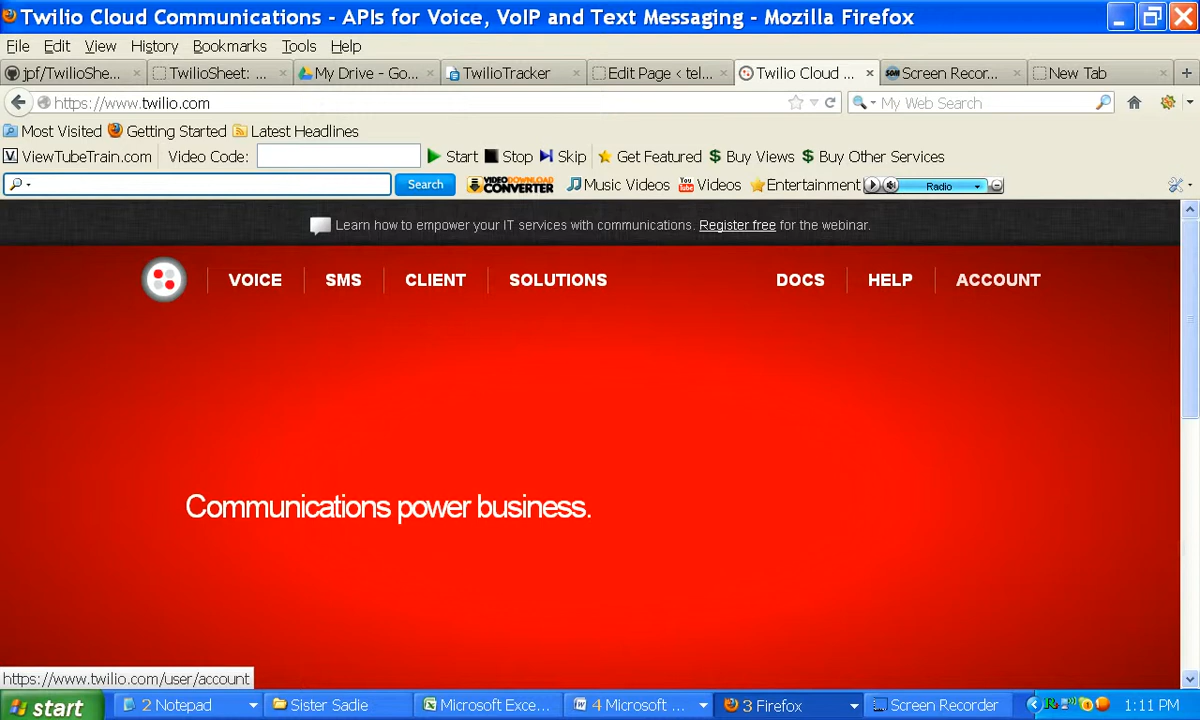 Twilio Cloud Communications - APIs for Voice, VoIP and Text Messaging - Mozilla Firefox
File Edit View History Bookmarks Tools Help
jpf/TwilioShe... TwilioSheet: ... My Drive - Go... TwilioTracker Edit Page < tel... Twilio Cloud ... Screen Recor... New Tab
https://www.twilio.com My Web Search
Most Visited Getting Started Latest Headlines
ViewTubeTrain.com Video Code: Start Stop Skip Get Featured $ Buy Views $ Buy Other Services
Search VIDEO DOWNLOAD CONVERTER Music Videos You Tube Videos Entertainment Radio
Learn how to empower your IT services with communications. Register free for the webinar.
VOICE SMS CLIENT SOLUTIONS DOCS HELP ACCOUNT
Communications power business.
https://www.twilio.com/user/account
start 2 Notepad Sister Sadie Microsoft Exce... 4 Microsoft ... 3 Firefox Screen Recorder 1:11 PM